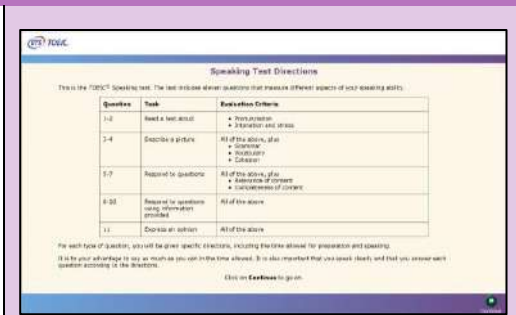 ETS TOEIC
Speaking Test Directions
This is the TOEIC® Speaking test. The test includes eleven questions that measure different aspects of your speaking ability.
Question Task Evaluation Criteria
1-2 Read a text aloud • Pronunciation
• Intonation and stress
3-4 Describe a picture All of the above, plus
• Grammar
• Vocabulary
• Cohesion
5-7 Respond to questions All of the above, plus
• Relevance of content
• Completeness of content
8-10 Respond to questions All of the above
using information
provided
11 Express an opinion All of the above
For each type of question, you will be given specific directions, including the time allowed for preparation and speaking.
It is to your advantage to say as much as you can in the time allowed. It is also important that you speak clearly and that you answer each
question according to the directions.
Click on Continue to go on.
Continue